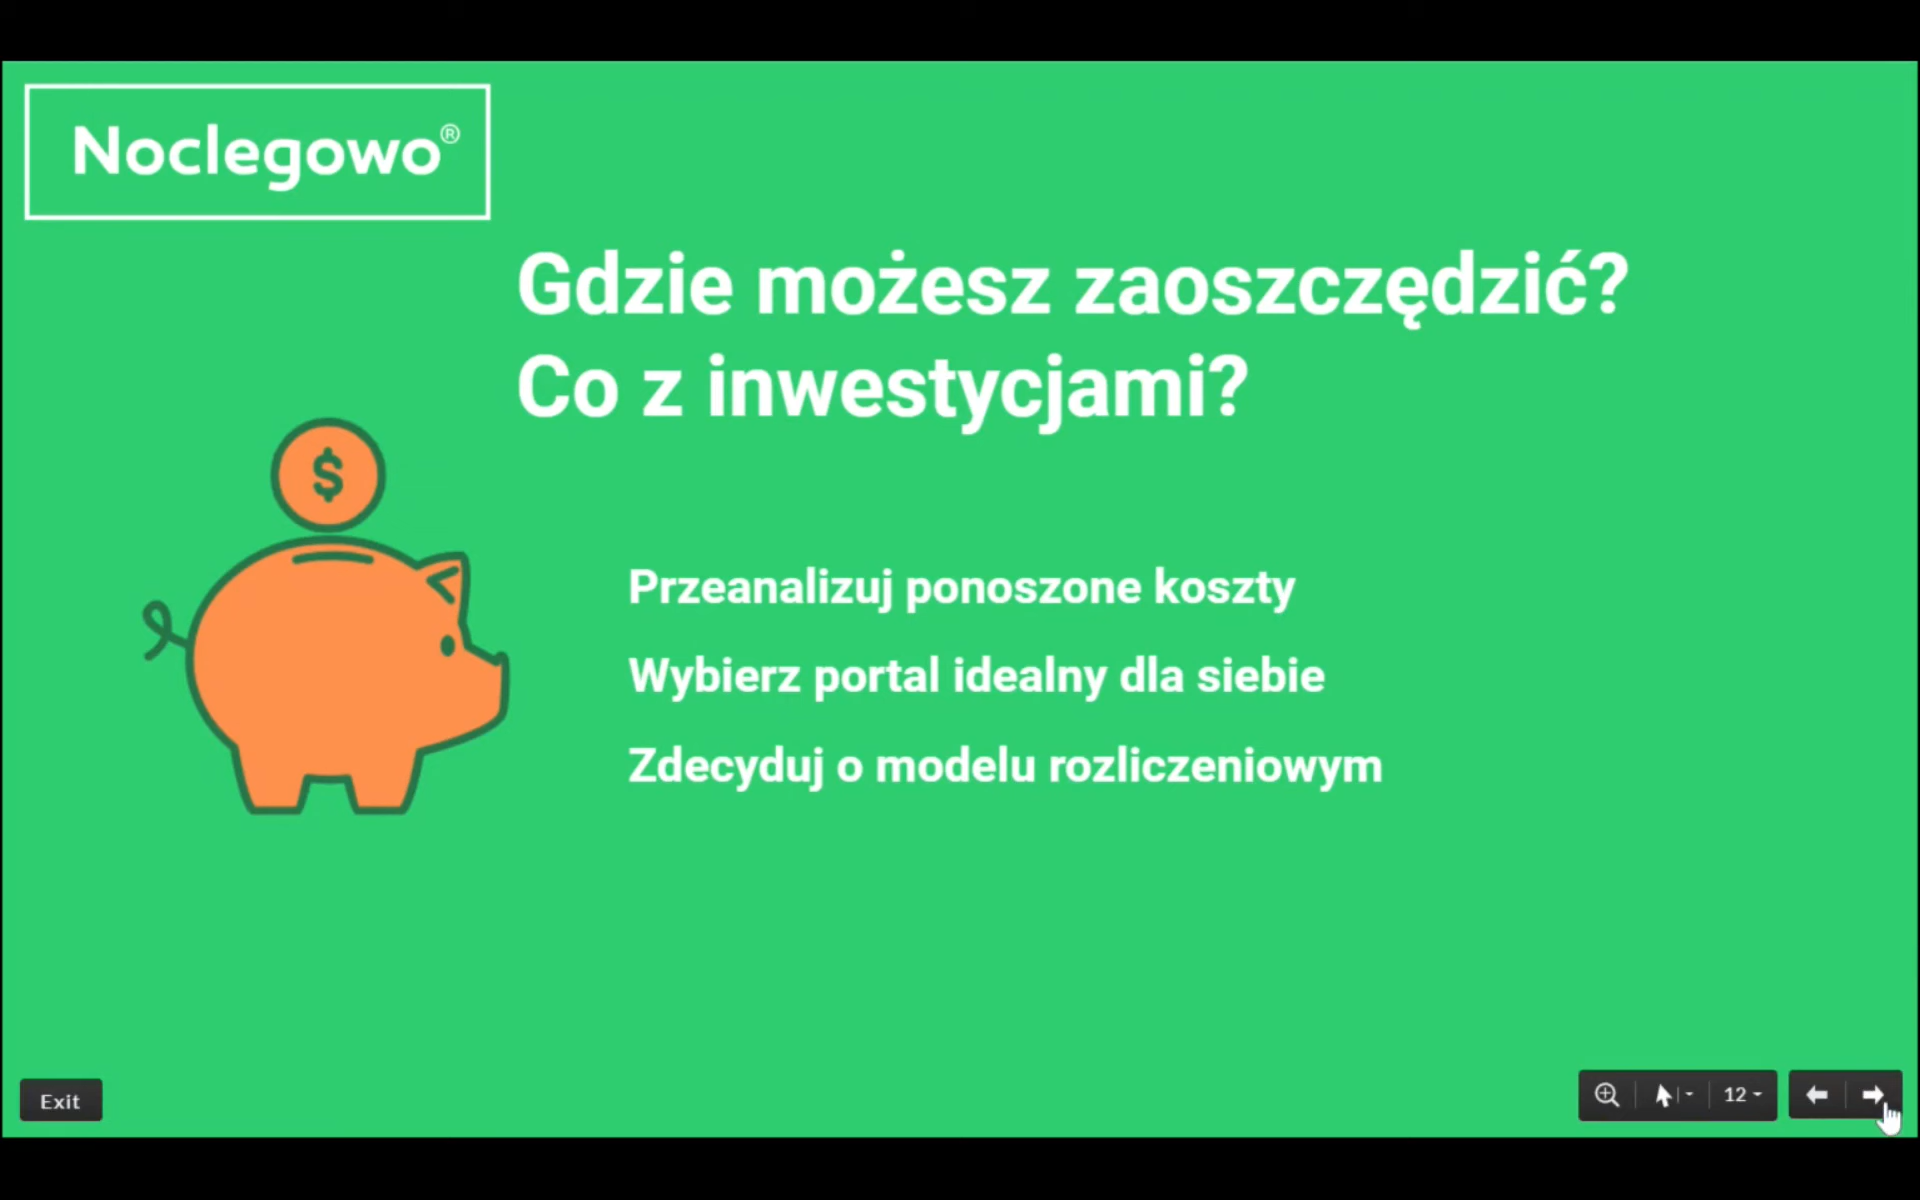 Noclegowo®
Gdzie możesz zaoszczędzić?
Co z inwestycjami?
$
Przeanalizuj ponoszone koszty
Wybierz portal idealny dla siebie
Zdecyduj o modelu rozliczeniowym
Exit
12